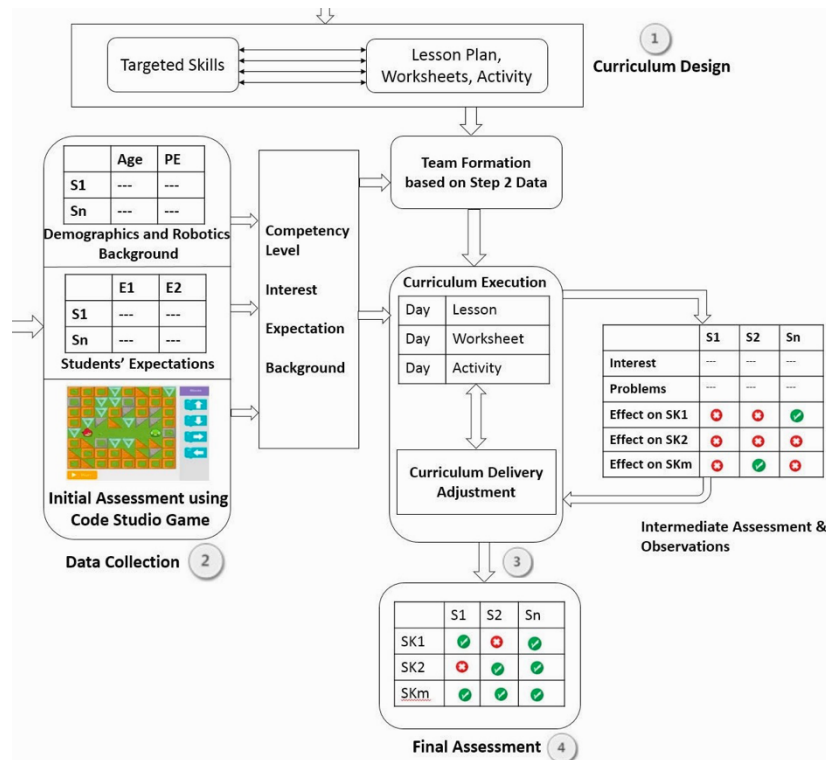 Targeted Skills
Lesson Plan,
Worksheets, Activity
1
Curriculum Design
Age PE
S1 --- ---
Sn --- ---
Demographics and Robotics
Background
E1 E2
S1 --- ---
Sn --- ---
Students' Expectations
Initial Assessment using
Code Studio Game
Data Collection 2
Competency
Level
Interest
Expectation
Background
Team Formation
based on Step 2 Data
Curriculum Execution
Day Lesson
Day Worksheet
Day Activity
Curriculum Delivery
Adjustment
S1 S2 Sn
Interest --- --- ---
Problems --- --- ---
Effect on SK1
Effect on SK2
Effect on SKm
Intermediate Assessment &
Observations
3
S1 S2 Sn
SK1
SK2
SKm
Final Assessment 4